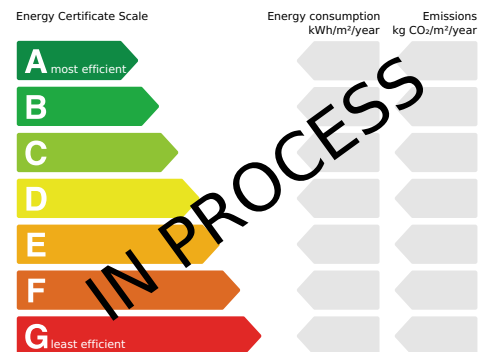 Energy Certificate Scale
Energy consumption
kWh/m²/year
Emissions
kg CO₂/m²/year
A most efficient
B
C
D
E
F
G least efficient
IN PROCESS